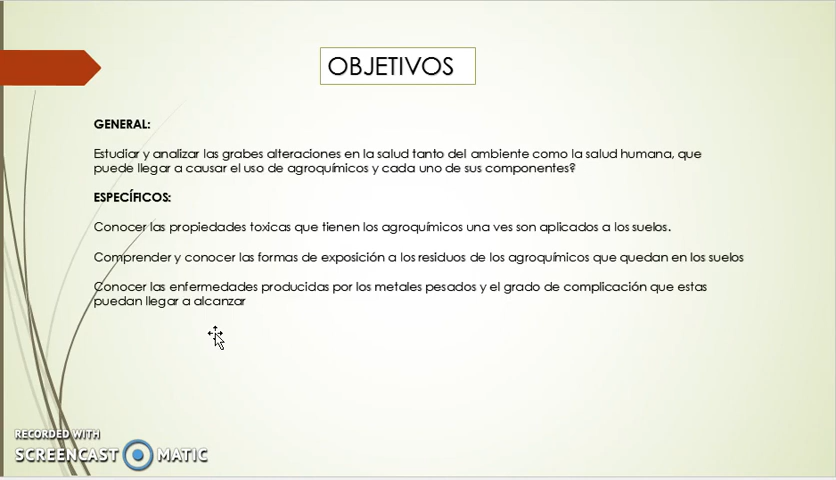 OBJETIVOS
GENERAL:
Estudiar y analizar las grabes alteraciones en la salud tanto del ambiente como la salud humana, que
puede llegar a causar el uso de agroquímicos y cada uno de sus componentes?
ESPECÍFICOS:
Conocer las propiedades toxicas que tienen los agroquímicos una ves son aplicados a los suelos.
Comprender y conocer las formas de exposición a los residuos de los agroquímicos que quedan en los suelos
Conocer las enfermedades producidas por los metales pesados y el grado de complicación que estas
puedan llegar a alcanzar
RECORDED WITH
SCREENCAST MATIC